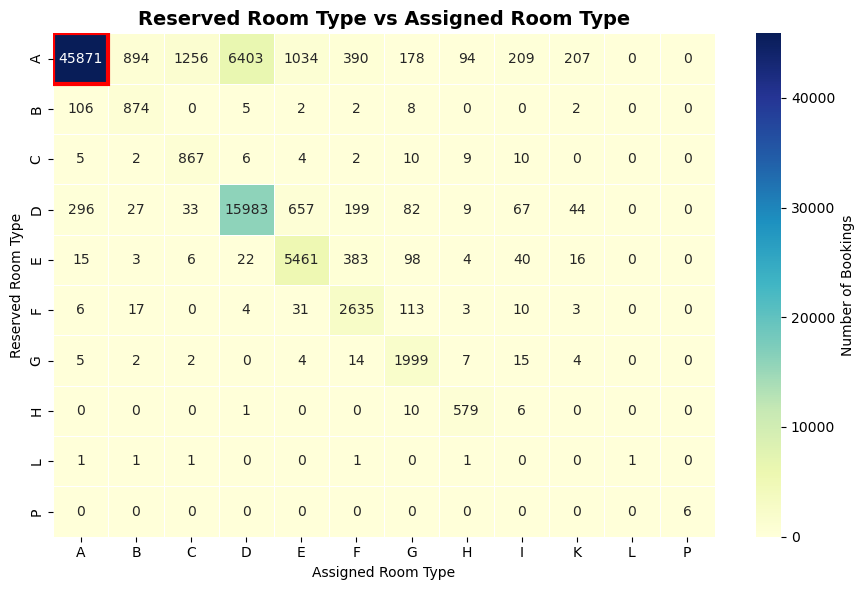 Reserved Room Type vs Assigned Room Type
Reserved Room Type
A 45871 894 1256 6403 1034 390 178 94 209 207 0 0
B 106 874 0 5 2 2 8 0 0 2 0 0
C 5 2 867 6 4 2 10 9 10 0 0 0
D 296 27 33 15983 657 199 82 9 67 44 0 0
E 15 3 6 22 5461 383 98 4 40 16 0 0
F 6 17 0 4 31 2635 113 3 10 3 0 0
G 5 2 2 0 4 14 1999 7 15 4 0 0
H 0 0 0 1 0 0 10 579 6 0 0 0
L 1 1 1 0 0 1 0 1 0 0 1 0
P 0 0 0 0 0 0 0 0 0 0 0 6
A B C D E F G H I K L P
Assigned Room Type
40000
30000
20000
10000
0
Number of Bookings